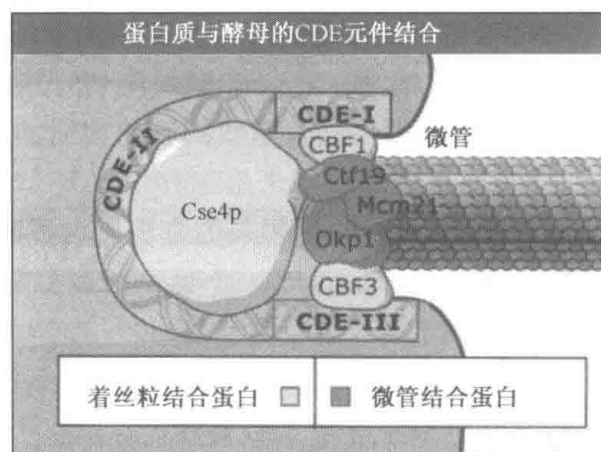 蛋白质与酵母的CDE元件结合
CDE-I
微管
CBF1
Ctf19
CDE-II
Mcm21
Cse4p
Okp1
CBF3
CDE-III
着丝粒结合蛋白
微管结合蛋白